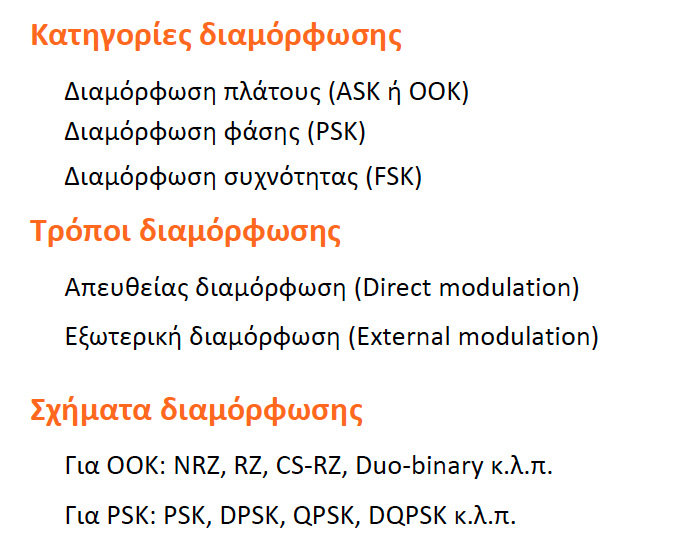 Κατηγορίες διαμόρφωσης
Διαμόρφωση πλάτους (ASK ή OOK)
Διαμόρφωση φάσης (PSK)
Διαμόρφωση συχνότητας (FSK)
Τρόποι διαμόρφωσης
Απευθείας διαμόρφωση (Direct modulation)
Εξωτερική διαμόρφωση (External modulation)
Σχήματα διαμόρφωσης
Για OOK: NRZ, RZ, CS-RZ, Duo-binary κ.λ.π.
Για PSK: PSK, DPSK, QPSK, DQPSK κ.λ.π.